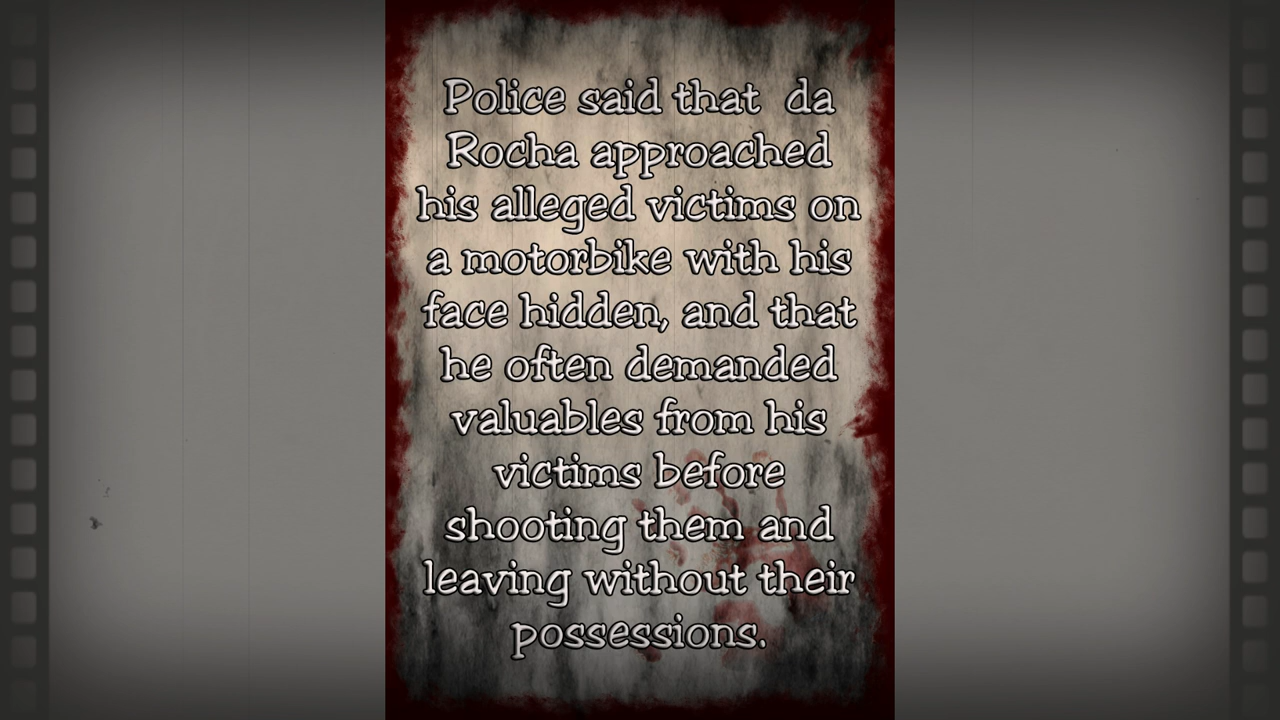 Police said that  da
Rocha approached
his alleged victims on
a motorbike with his
face hidden, and that
he often demanded
valuables from his
victims before
shooting them and
leaving without their
possessions.